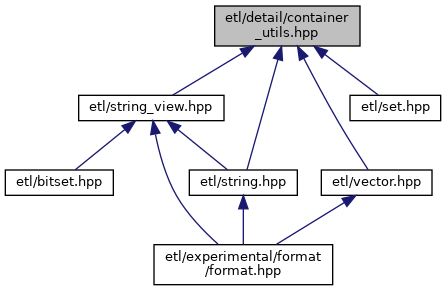 etl/detail/container
_utils.hpp
etl/string_view.hpp
etl/set.hpp
etl/bitset.hpp
etl/string.hpp
etl/vector.hpp
etl/experimental/format
/format.hpp